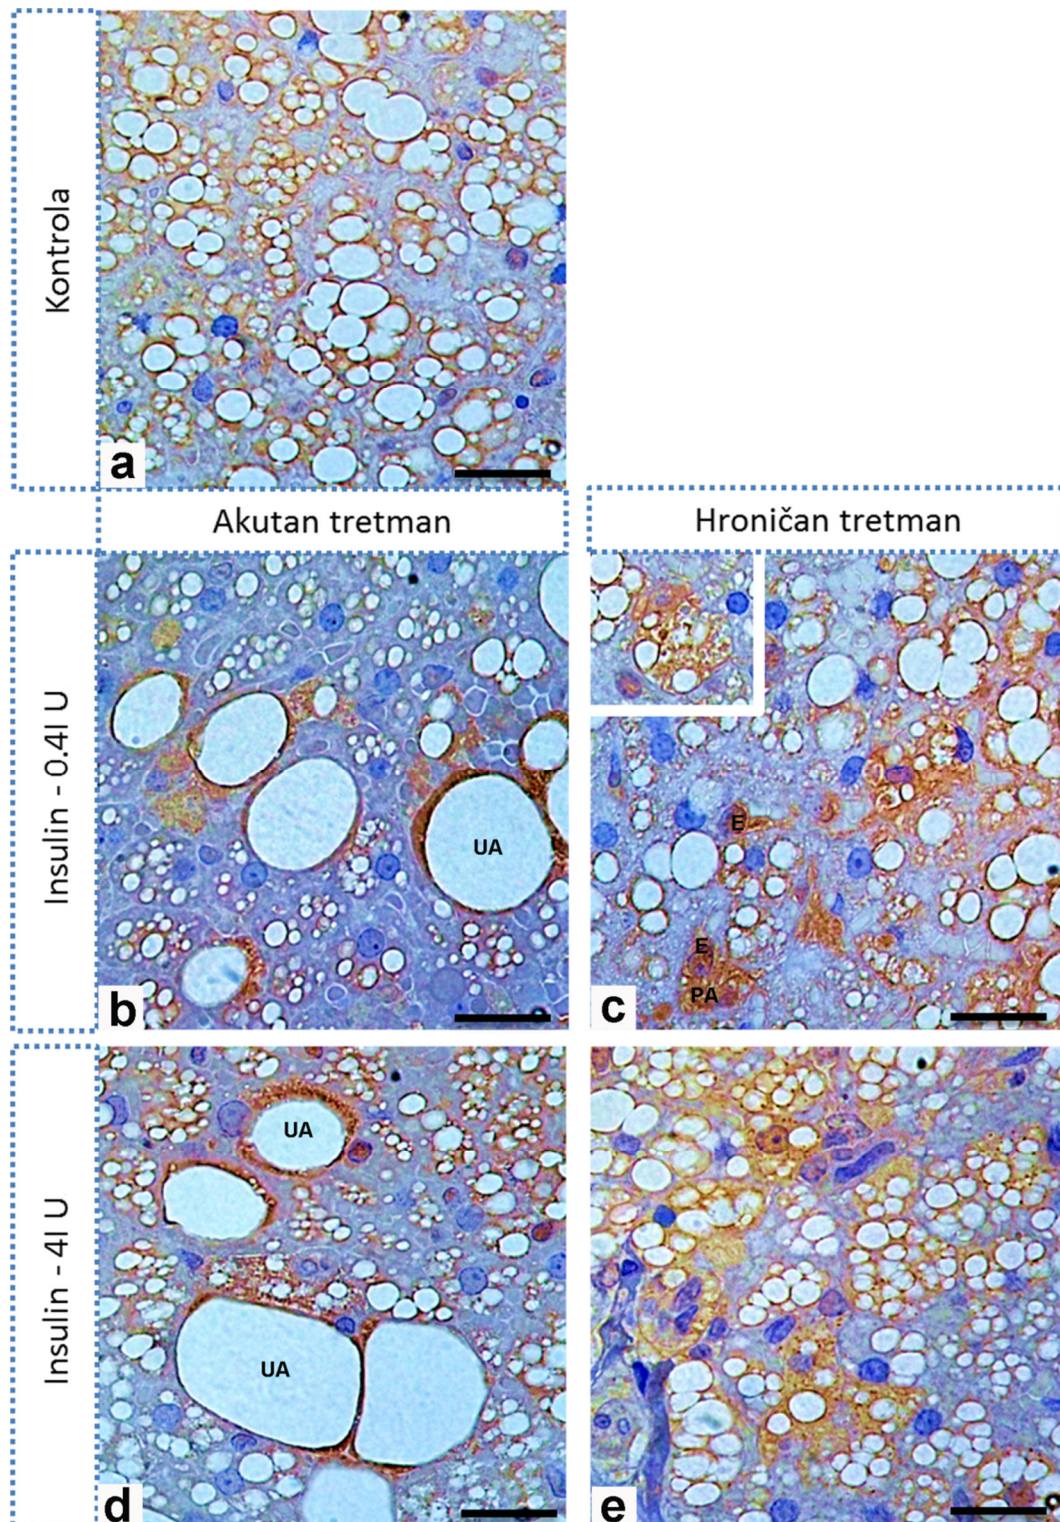 Kontrola
a
Akutan tretman
Hroničan tretman
Insulin - 0.4I U
UA
b
E
E
PA
c
Insulin - 4I U
UA
UA
d
e